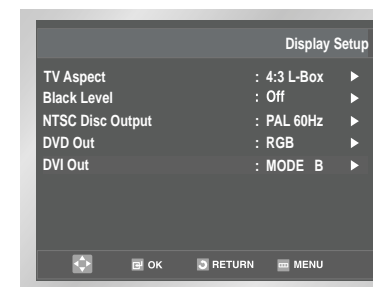 Display Setup
TV Aspect : 4:3 L-Box
Black Level : Off
NTSC Disc Output : PAL 60Hz
DVD Out : RGB
DVI Out : MODE B
OK RETURN MENU